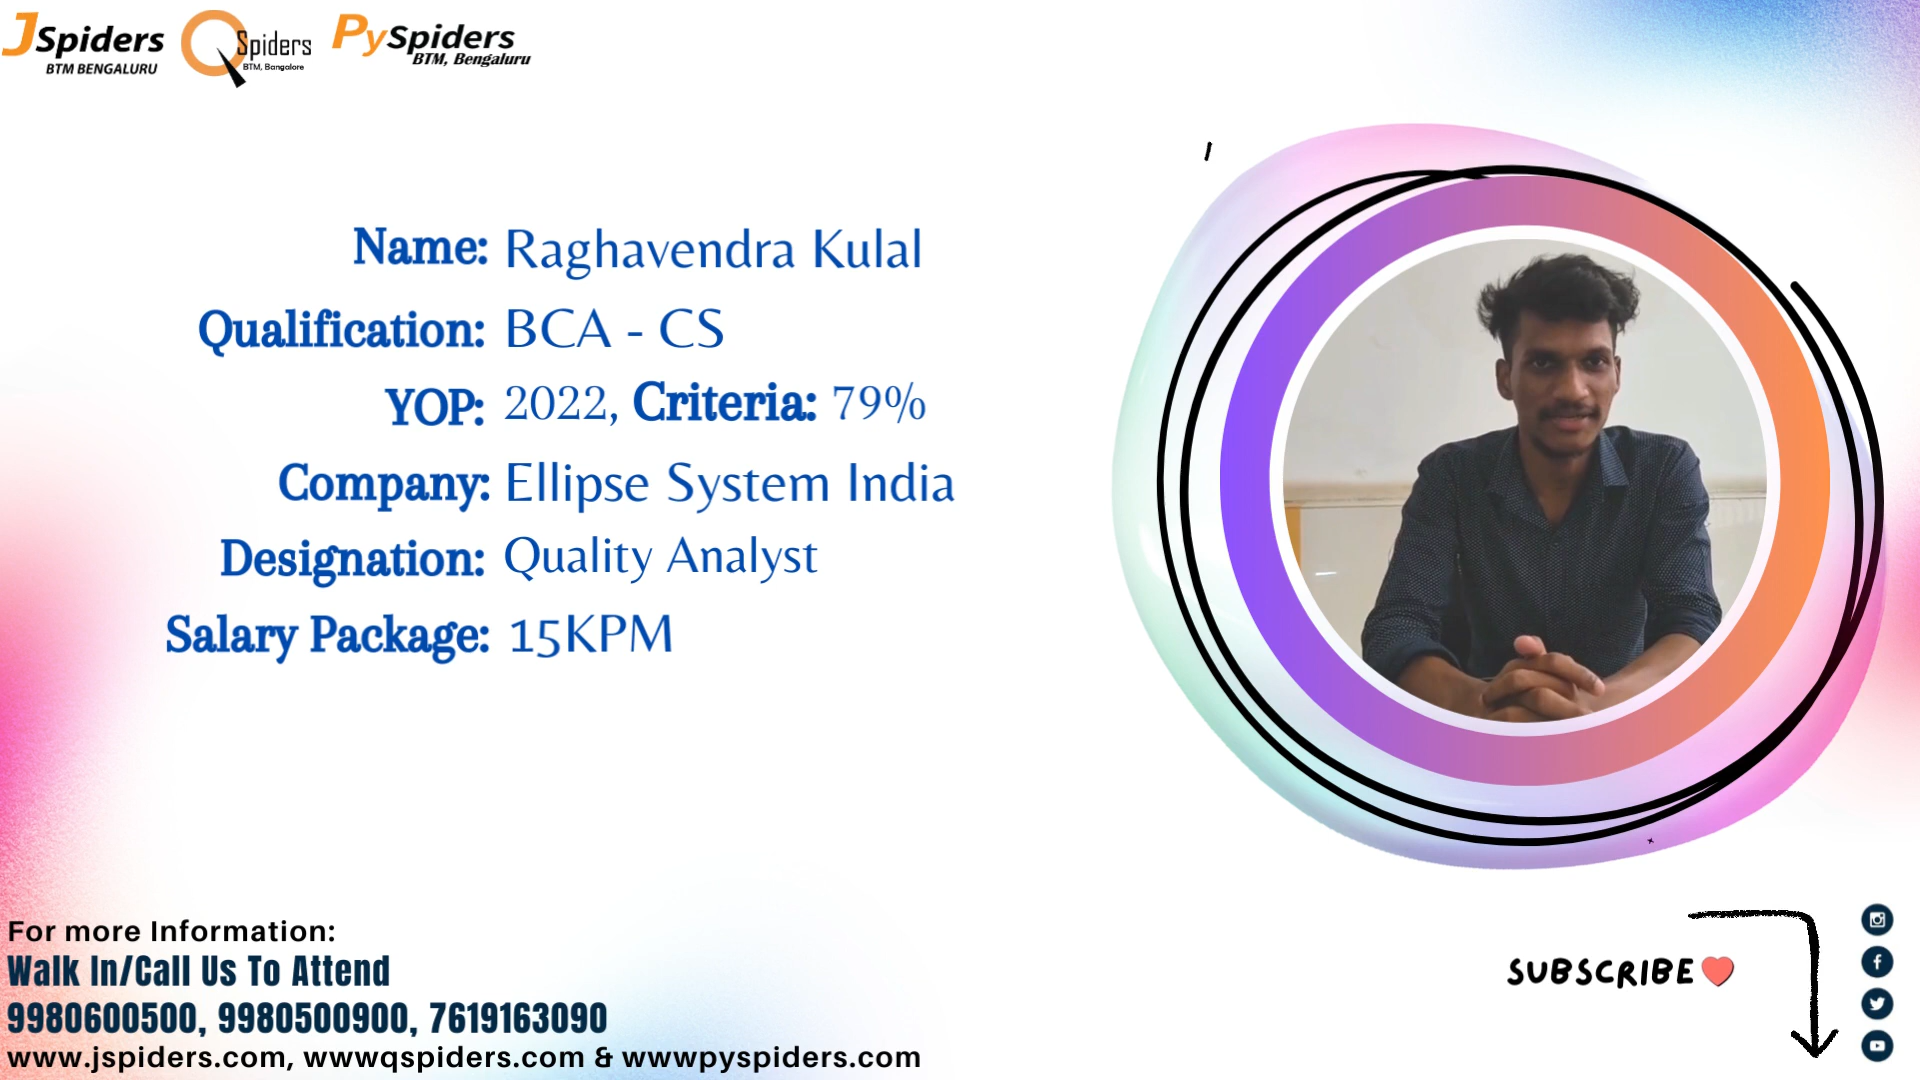 JSpiders
BTM BENGALURU
QSpiders
BTM, Bangalore
PySpiders
BTM, Bengaluru
Name: Raghavendra Kulal
Qualification: BCA - CS
YOP: 2022, Criteria: 79%
Company: Ellipse System India
Designation: Quality Analyst
Salary Package: 15KPM
For more Information:
Walk In/Call Us To Attend
9980600500, 9980500900, 7619163090
www.jspiders.com, wwwqspiders.com & wwwpyspiders.com
SUBSCRIBE